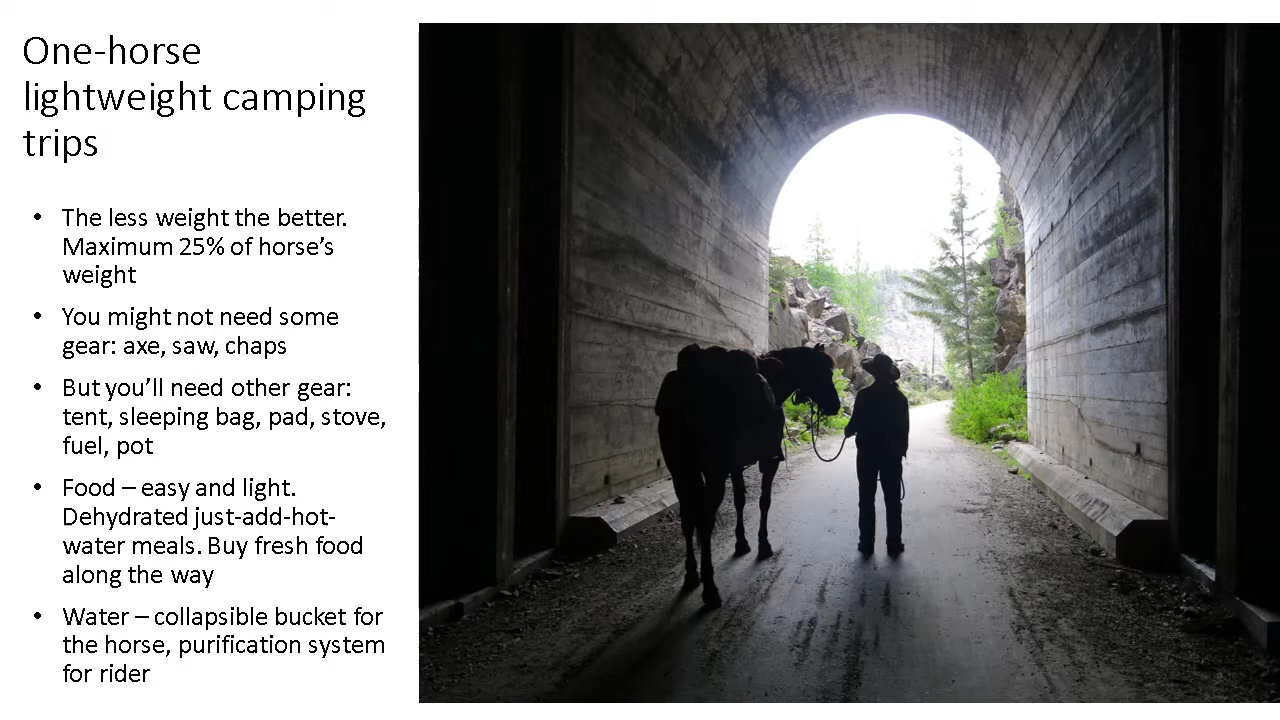 One-horse
lightweight camping
trips
• The less weight the better.
Maximum 25% of horse’s
weight
• You might not need some
gear: axe, saw, chaps
• But you’ll need other gear:
tent, sleeping bag, pad, stove,
fuel, pot
• Food – easy and light.
Dehydrated just-add-hot-
water meals. Buy fresh food
along the way
• Water – collapsible bucket for
the horse, purification system
for rider